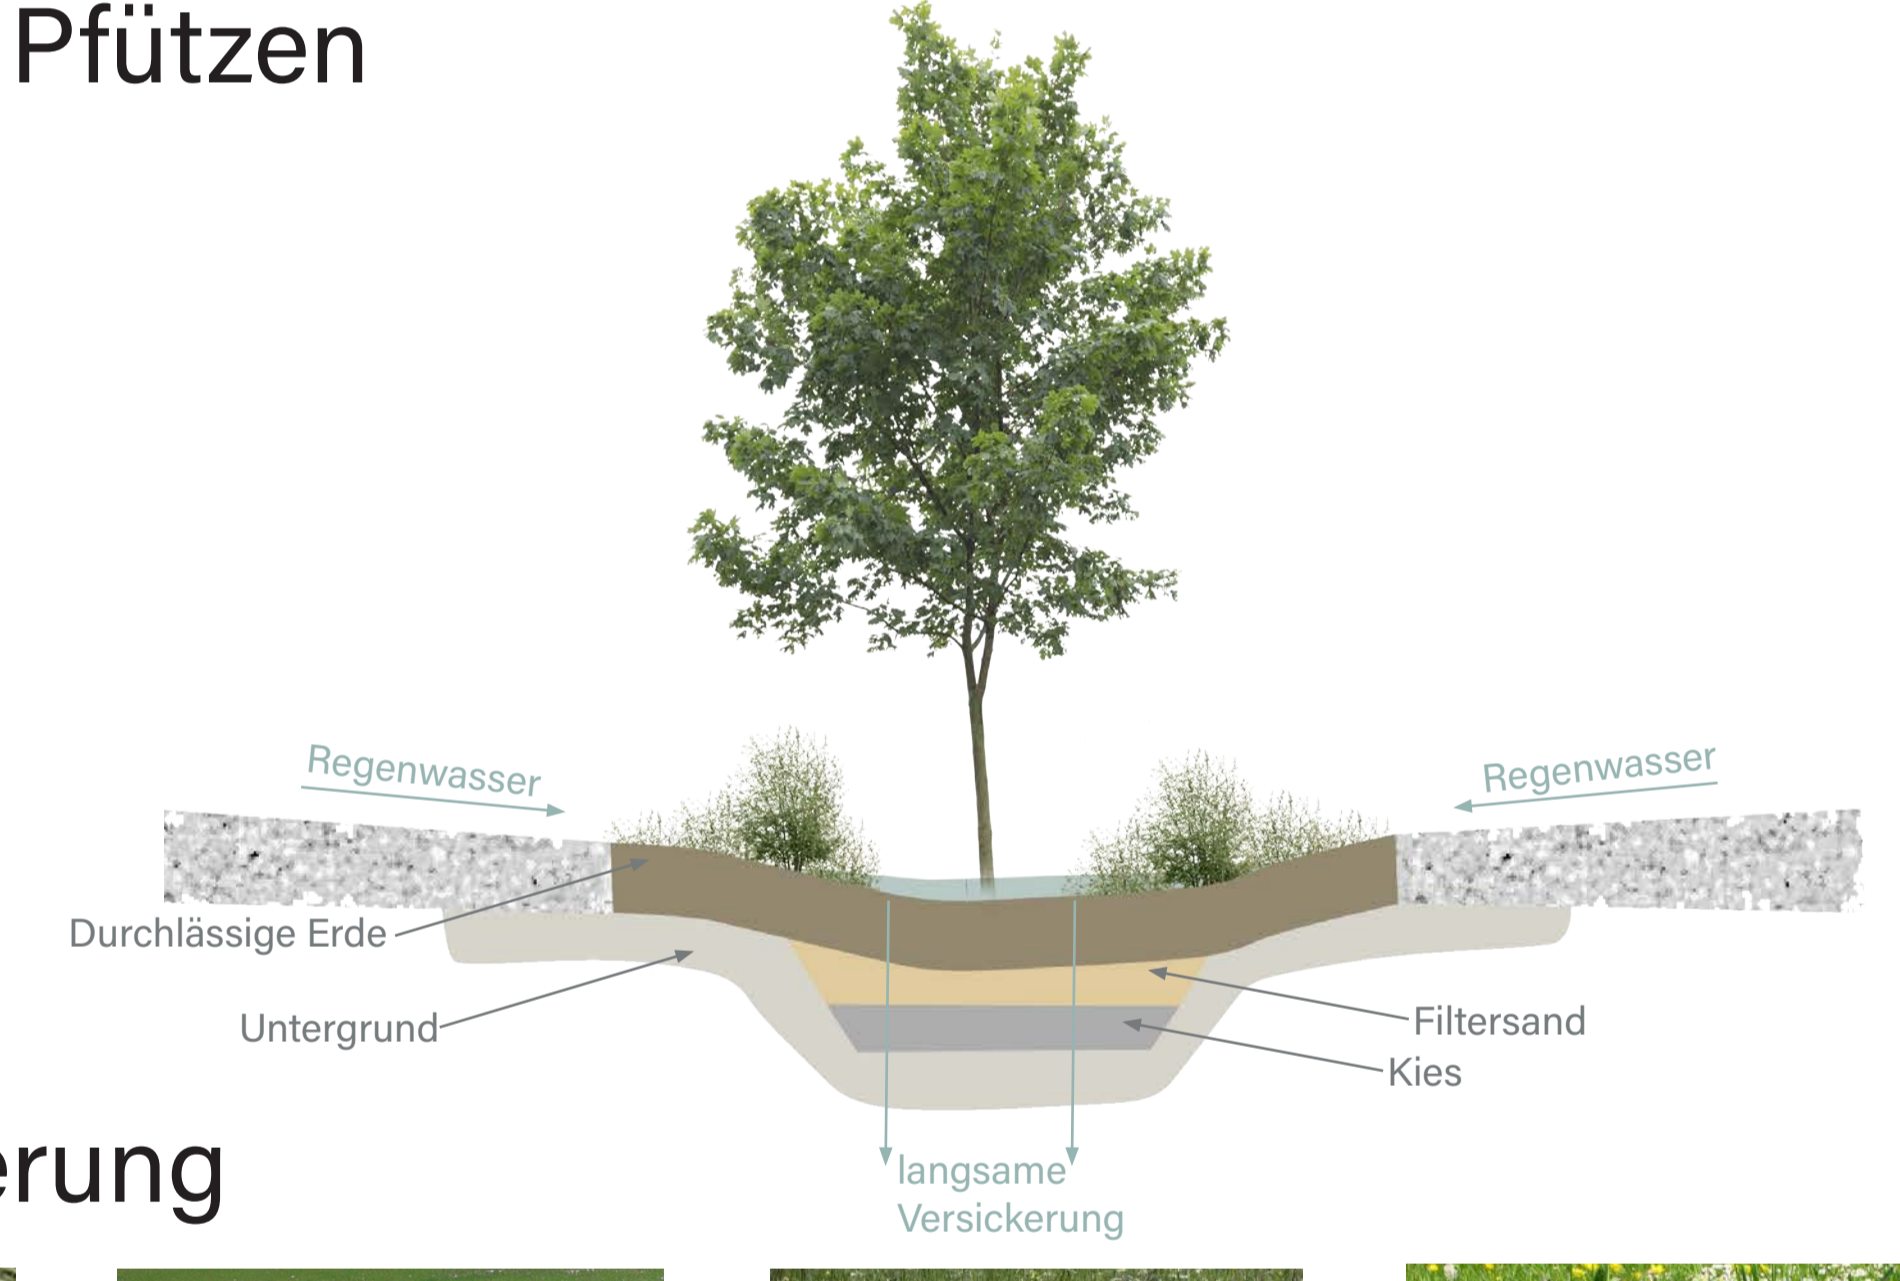 Pfützen
Regenwasser
Regenwasser
Durchlässige Erde
Untergrund
Filtersand
Kies
erung
langsame
Versickerung